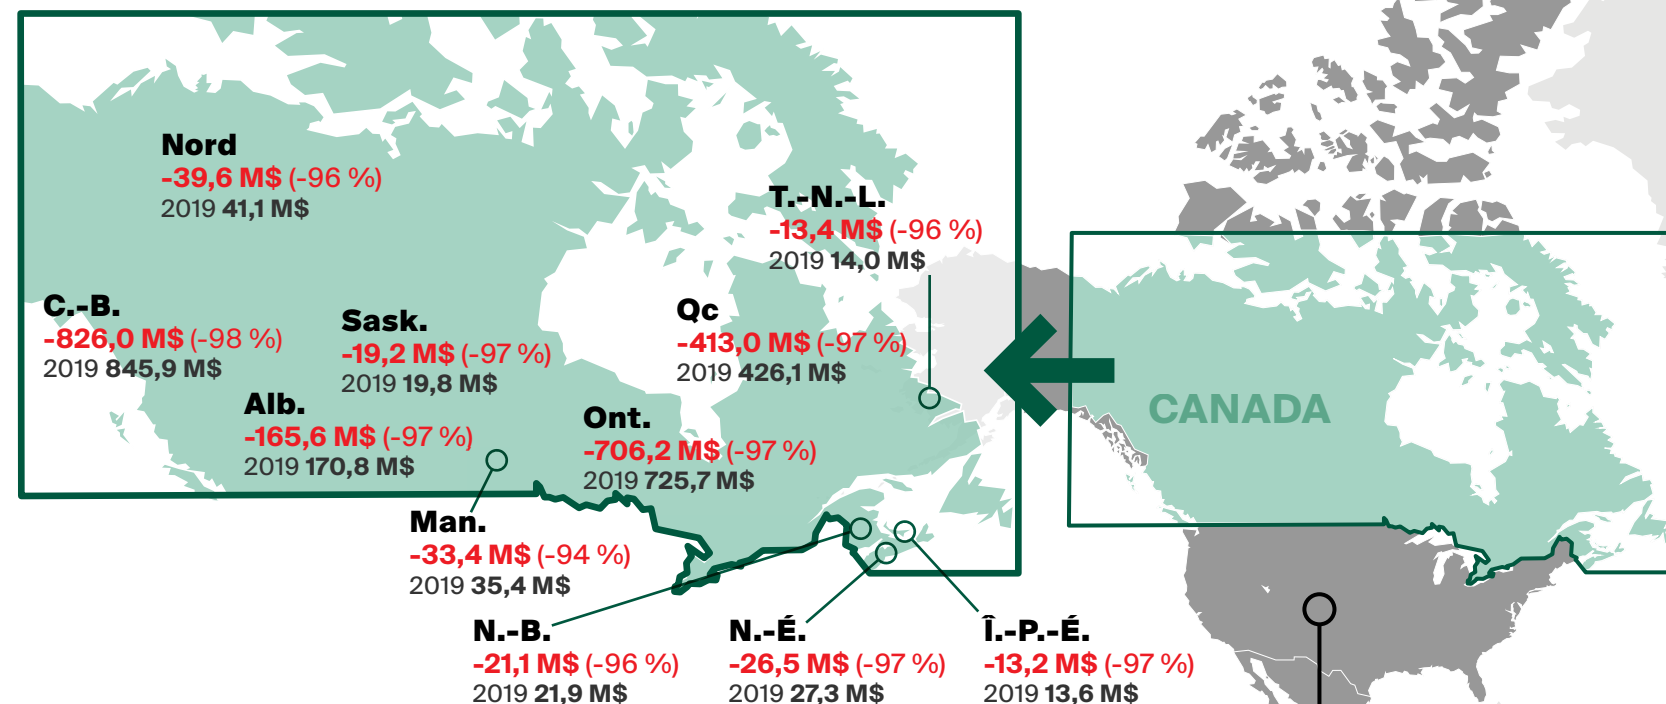 Nord
-39,6 M$ (-96 %)
2019 41,1 M$
T.-N.-L.
-13,4 M$ (-96 %)
2019 14,0 M$
C.-B.
-826,0 M$ (-98 %)
2019 845,9 M$
Sask.
-19,2 M$ (-97 %)
2019 19,8 M$
Qc
-413,0 M$ (-97 %)
2019 426,1 M$
Alb.
-165,6 M$ (-97 %)
2019 170,8 M$
Ont.
-706,2 M$ (-97 %)
2019 725,7 M$
CANADA
Man.
-33,4 M$ (-94 %)
2019 35,4 M$
N.-B.
-21,1 M$ (-96 %)
2019 21,9 M$
N.-É.
-26,5 M$ (-97 %)
2019 27,3 M$
Î.-P.-É.
-13,2 M$ (-97 %)
2019 13,6 M$